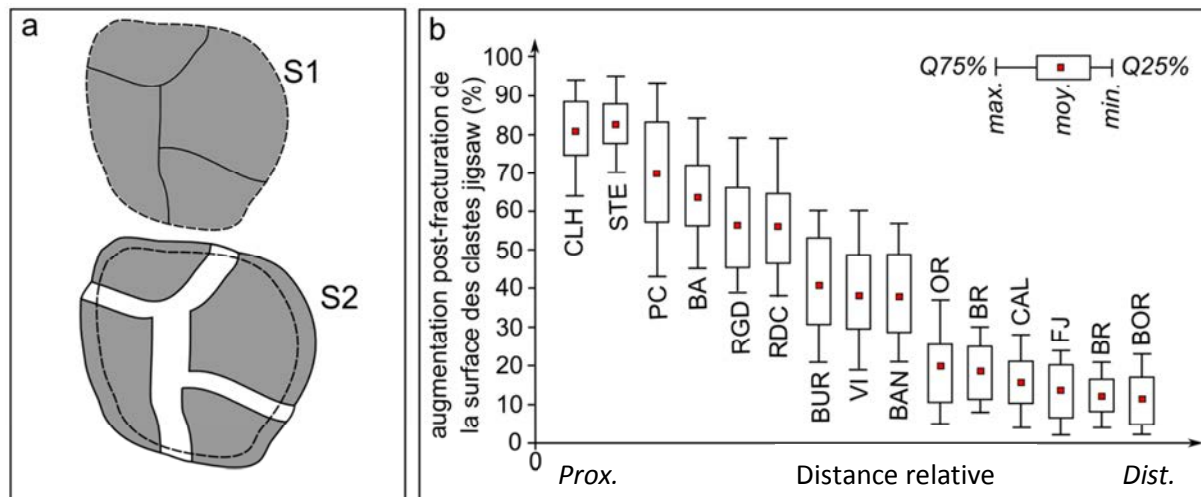 a
S1
S2
b
augmentation post-fracturation de
la surface des clastes jigsaw (%)
100
90
80
70
60
50
40
30
20
10
0
0
Q75%
Q25%
max.
moy.
min.
CLH
STE
PC
BA
RGD
RDC
BUR
VI
BAN
OR
BR
CAL
FJ
BR
BOR
Prox.
Distance relative
Dist.